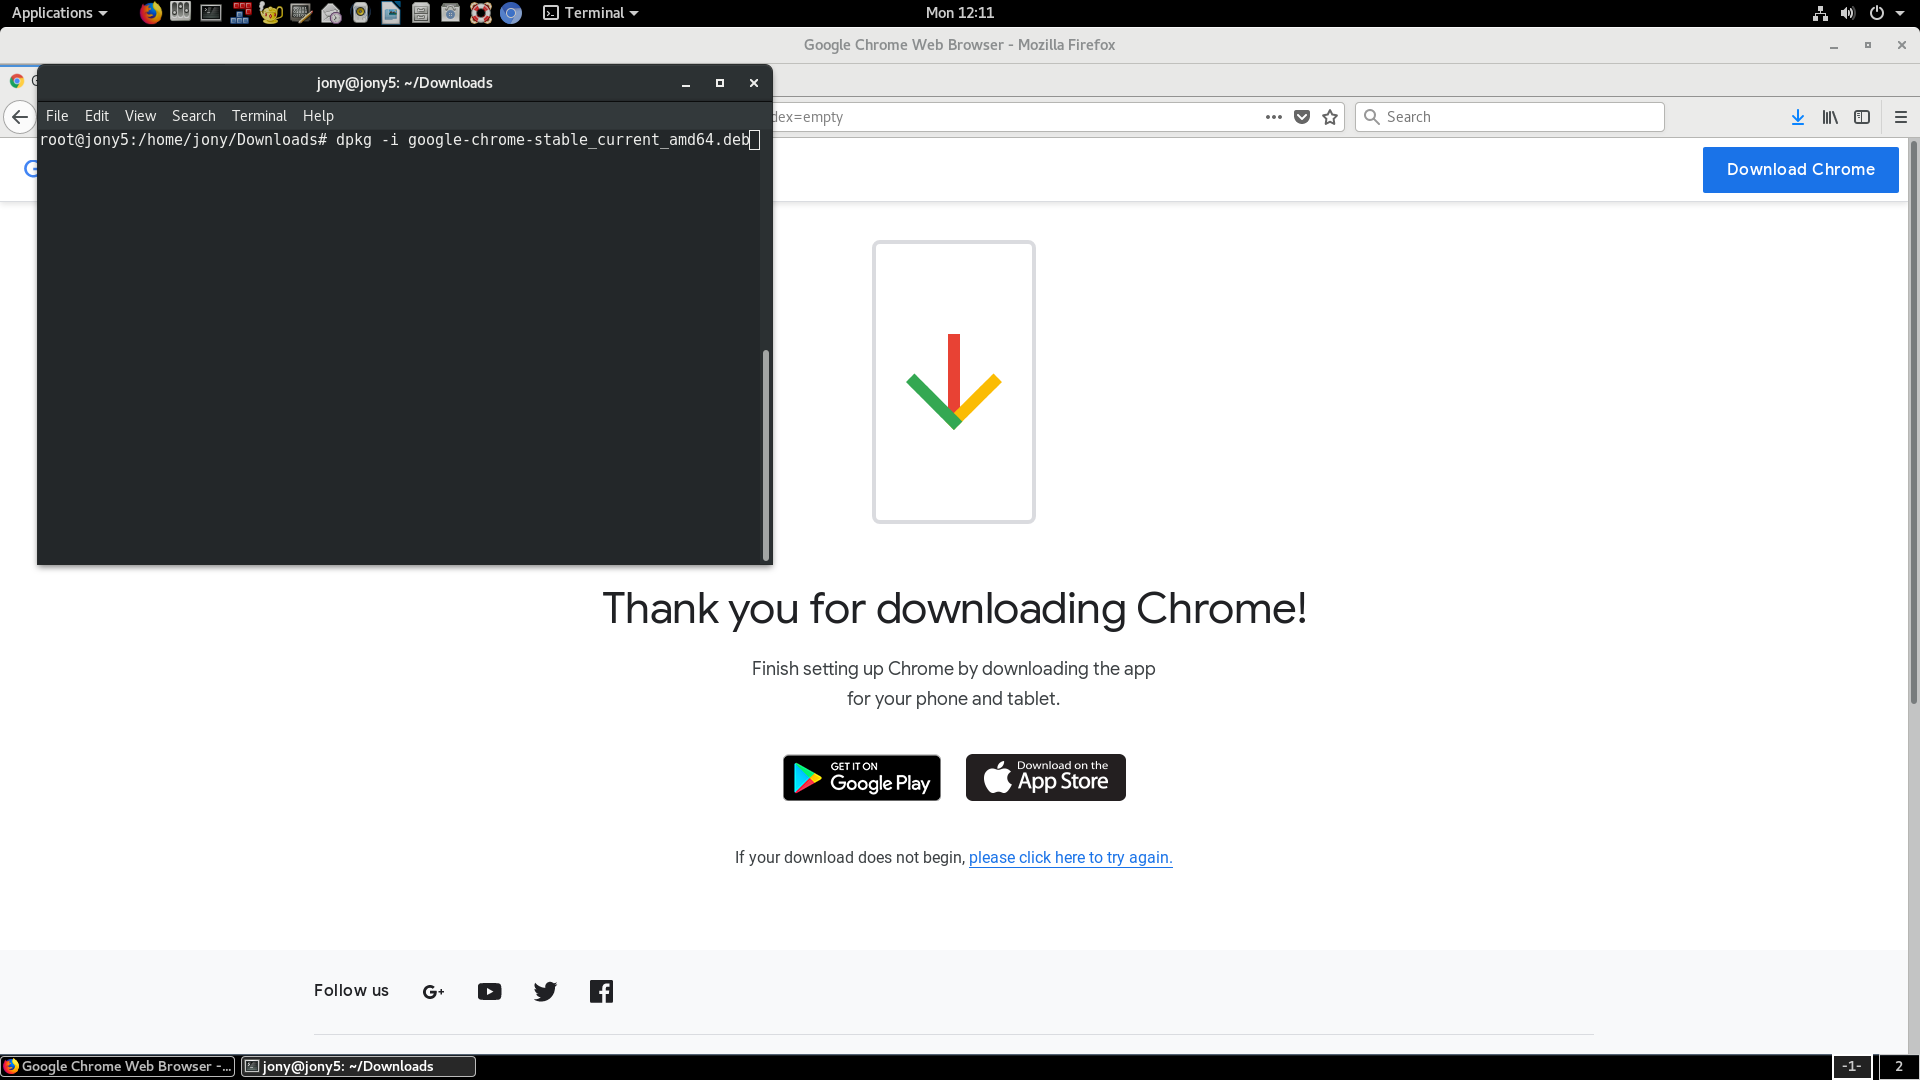 Applications
Terminal
Mon 12:11
Google Chrome Web Browser - Mozilla Firefox
jony@jony5: ~/Downloads
File Edit View Search Terminal Help
dex=empty
Search
root@jony5:/home/jony/Downloads# dpkg -i google-chrome-stable_current_amd64.deb
Download Chrome
Thank you for downloading Chrome!
Finish setting up Chrome by downloading the app
for your phone and tablet.
GET IT ON
Google Play
Download on the
App Store
If your download does not begin, please click here to try again.
Follow us
Google Chrome Web Browser -...
jony@jony5: ~/Downloads
-1-
2